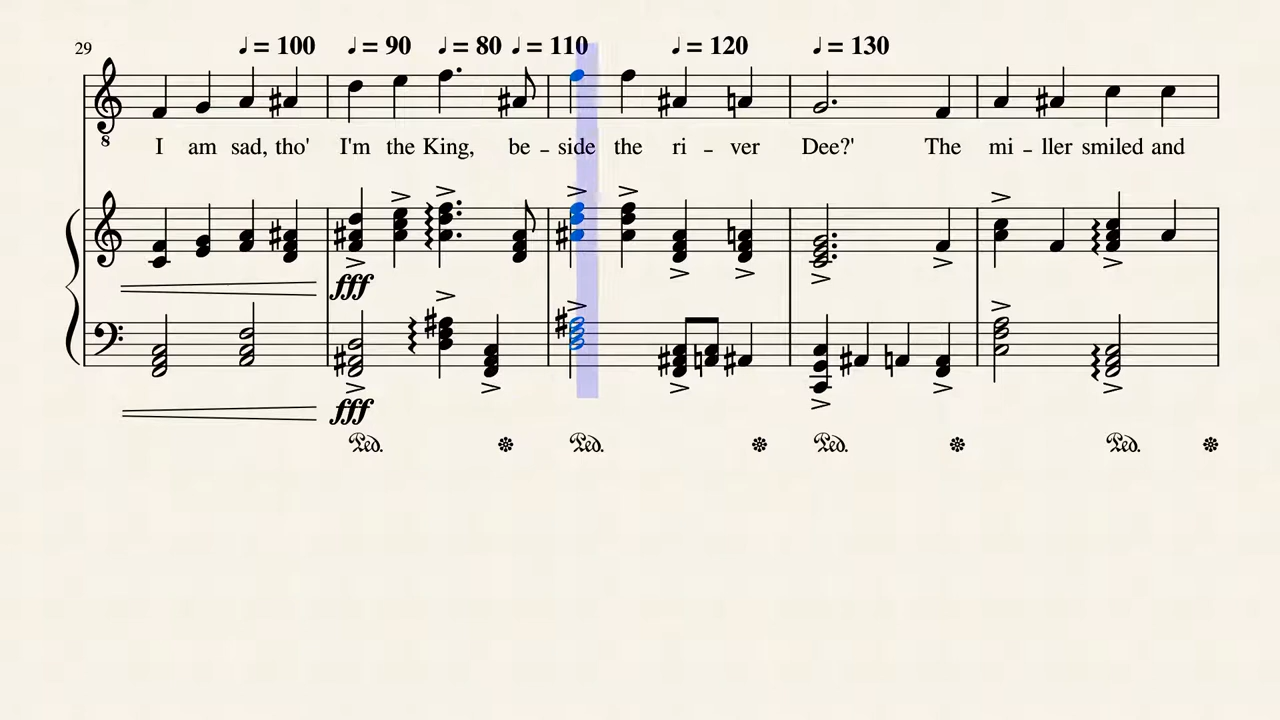 29 ♩ = 100 ♩ = 90 ♩ = 80 ♩ = 110 ♩ = 120 ♩ = 130
8
I am sad, tho' I'm the King, be – side the ri – ver Dee?' The mi – ller smiled and
fff
fff
Ped. Ped. Ped. Ped.